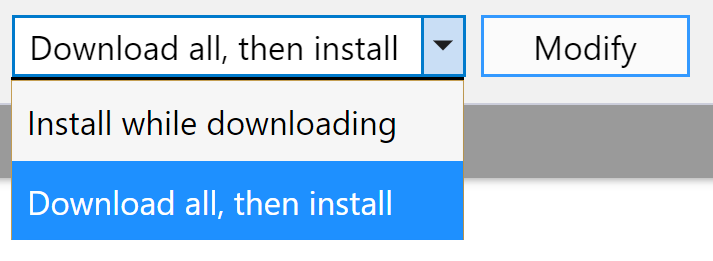 Download all, then install
Modify
Install while downloading
Download all, then install